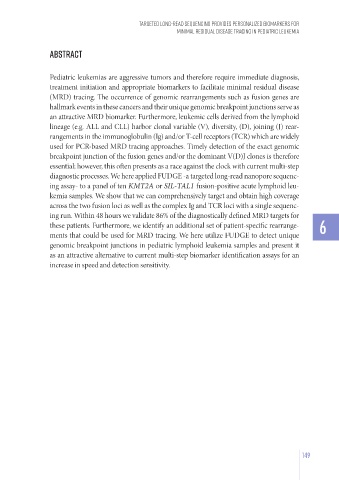 TARGETED LONG-READ SEQUENCING PROVIDES PERSONALIZED BIOMARKERS FOR
MINIMAL RESIDUAL DISEASE TRACING IN PEDIATRIC LEUKEMIA
ABSTRACT
Pediatric leukemias are aggressive tumors and therefore require immediate diagnosis,
treatment initiation and appropriate biomarkers to facilitate minimal residual disease
(MRD) tracing. The occurrence of genomic rearrangements such as fusion genes are
hallmark events in these cancers and their unique genomic breakpoint junctions serve as
an attractive MRD biomarker. Furthermore, leukemic cells derived from the lymphoid
lineage (e.g. ALL and CLL) harbor clonal variable (V), diversity, (D), joining (J) rear-
rangements in the immunoglobulin (Ig) and/or T-cell receptors (TCR) which are widely
used for PCR-based MRD tracing approaches. Timely detection of the exact genomic
breakpoint junction of the fusion genes and/or the dominant V(D)J clones is therefore
essential; however, this often presents as a race against the clock with current multi-step
diagnostic processes. We here applied FUDGE -a targeted long-read nanopore sequenc-
ing assay- to a panel of ten KMT2A or SIL-TAL1 fusion-positive acute lymphoid leu-
kemia samples. We show that we can comprehensively target and obtain high coverage
across the two fusion loci as well as the complex Ig and TCR loci with a single sequenc-
ing run. Within 48 hours we validate 86% of the diagnostically defined MRD targets for
these patients. Furthermore, we identify an additional set of patient-specific rearrange-
ments that could be used for MRD tracing. We here utilize FUDGE to detect unique
genomic breakpoint junctions in pediatric lymphoid leukemia samples and present it
as an attractive alternative to current multi-step biomarker identification assays for an
increase in speed and detection sensitivity.
6
149